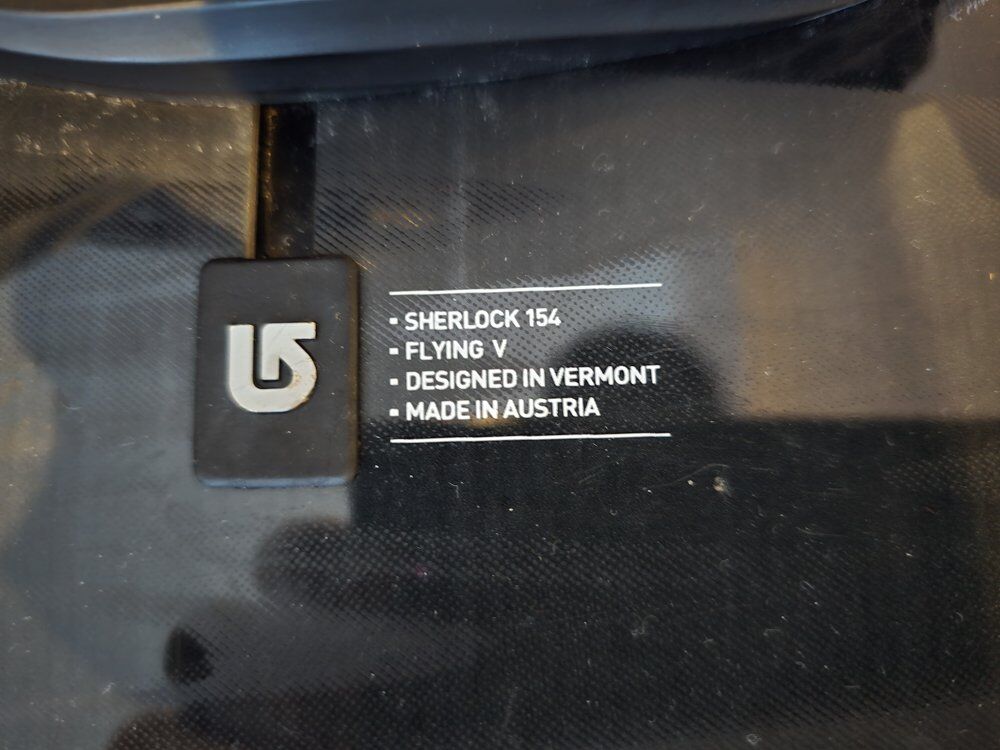 - SHERLOCK 154
- FLYING V
- DESIGNED IN VERMONT
- MADE IN AUSTRIA